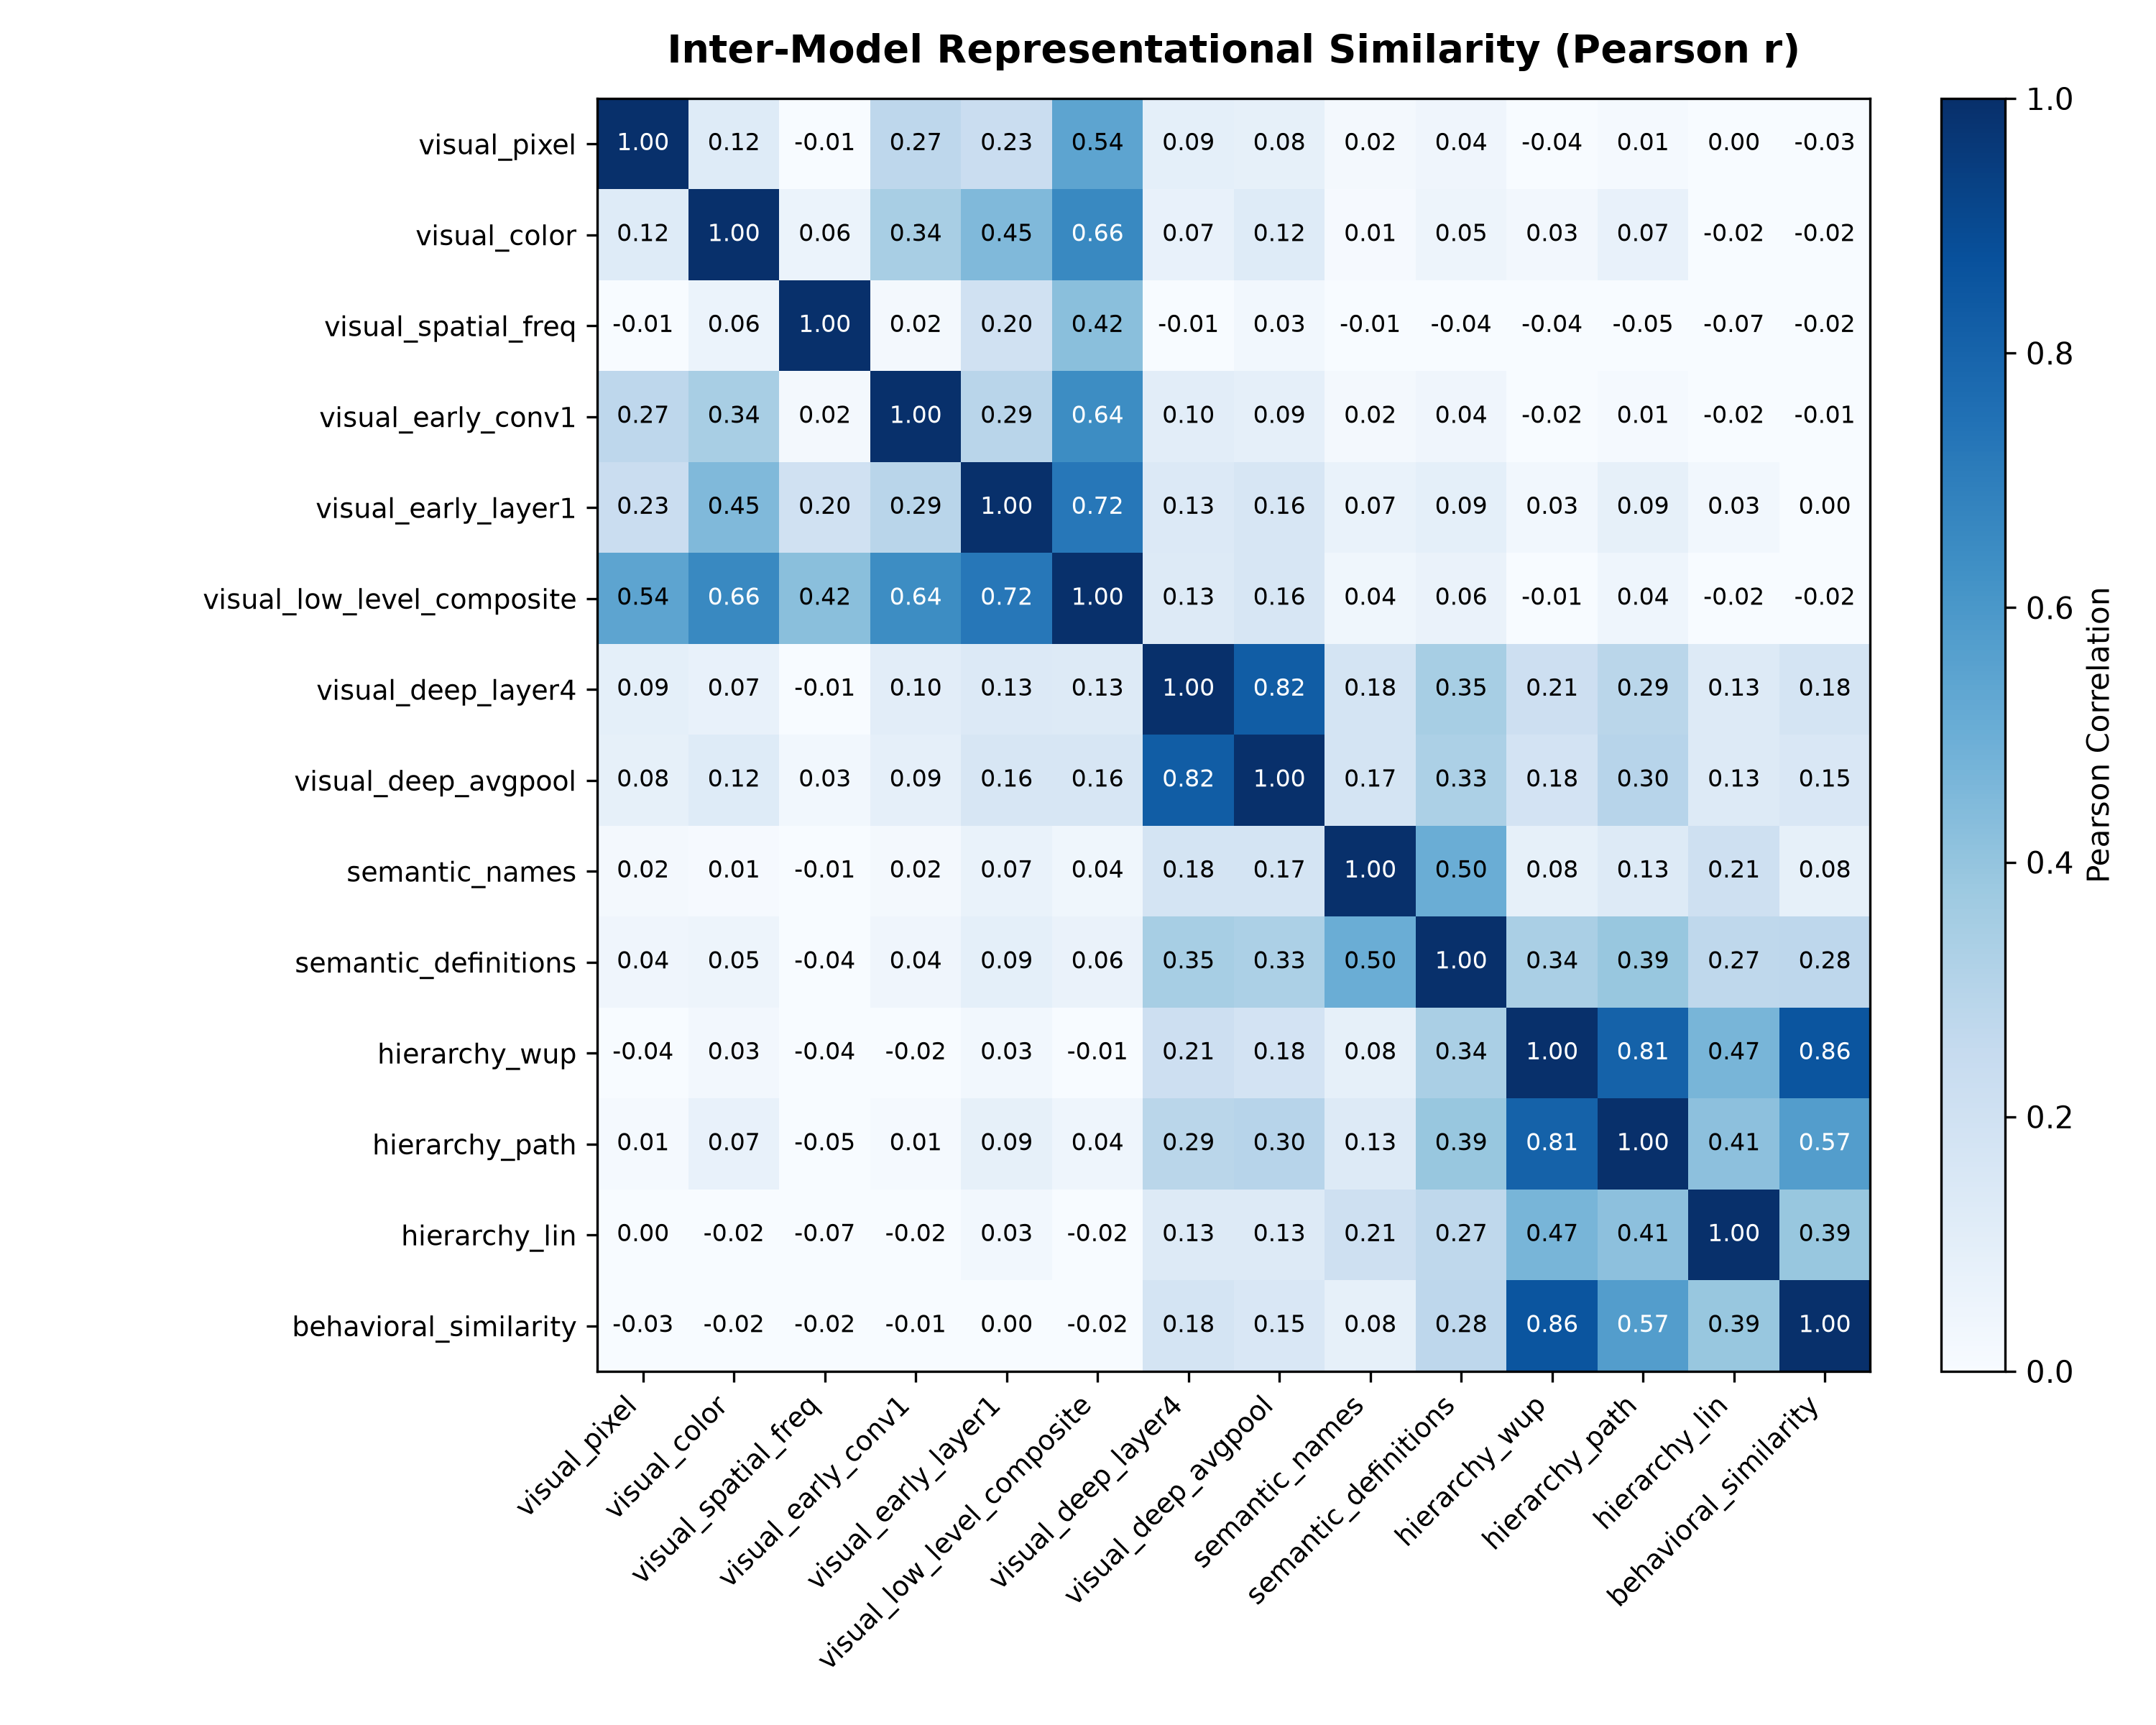 Inter-Model Representational Similarity (Pearson r)
visual_pixel 1.00 0.12 -0.01 0.27 0.23 0.54 0.09 0.08 0.02 0.04 -0.04 0.01 0.00 -0.03
visual_color 0.12 1.00 0.06 0.34 0.45 0.66 0.07 0.12 0.01 0.05 0.03 0.07 -0.02 -0.02
visual_spatial_freq -0.01 0.06 1.00 0.02 0.20 0.42 -0.01 0.03 -0.01 -0.04 -0.04 -0.05 -0.07 -0.02
visual_early_conv1 0.27 0.34 0.02 1.00 0.29 0.64 0.10 0.09 0.02 0.04 -0.02 0.01 -0.02 -0.01
visual_early_layer1 0.23 0.45 0.20 0.29 1.00 0.72 0.13 0.16 0.07 0.09 0.03 0.09 0.03 0.00
visual_low_level_composite 0.54 0.66 0.42 0.64 0.72 1.00 0.13 0.16 0.04 0.06 -0.01 0.04 -0.02 -0.02
visual_deep_layer4 0.09 0.07 -0.01 0.10 0.13 0.13 1.00 0.82 0.18 0.35 0.21 0.29 0.13 0.18
visual_deep_avgpool 0.08 0.12 0.03 0.09 0.16 0.16 0.82 1.00 0.17 0.33 0.18 0.30 0.13 0.15
semantic_names 0.02 0.01 -0.01 0.02 0.07 0.04 0.18 0.17 1.00 0.50 0.08 0.13 0.21 0.08
semantic_definitions 0.04 0.05 -0.04 0.04 0.09 0.06 0.35 0.33 0.50 1.00 0.34 0.39 0.27 0.28
hierarchy_wup -0.04 0.03 -0.04 -0.02 0.03 -0.01 0.21 0.18 0.08 0.34 1.00 0.81 0.47 0.86
hierarchy_path 0.01 0.07 -0.05 0.01 0.09 0.04 0.29 0.30 0.13 0.39 0.81 1.00 0.41 0.57
hierarchy_lin 0.00 -0.02 -0.07 -0.02 0.03 -0.02 0.13 0.13 0.21 0.27 0.47 0.41 1.00 0.39
behavioral_similarity -0.03 -0.02 -0.02 -0.01 0.00 -0.02 0.18 0.15 0.08 0.28 0.86 0.57 0.39 1.00
visual_pixel
visual_color
visual_spatial_freq
visual_early_conv1
visual_early_layer1
visual_low_level_composite
visual_deep_layer4
visual_deep_avgpool
semantic_names
semantic_definitions
hierarchy_wup
hierarchy_path
hierarchy_lin
behavioral_similarity
1.0
0.8
0.6
0.4
0.2
0.0
Pearson Correlation